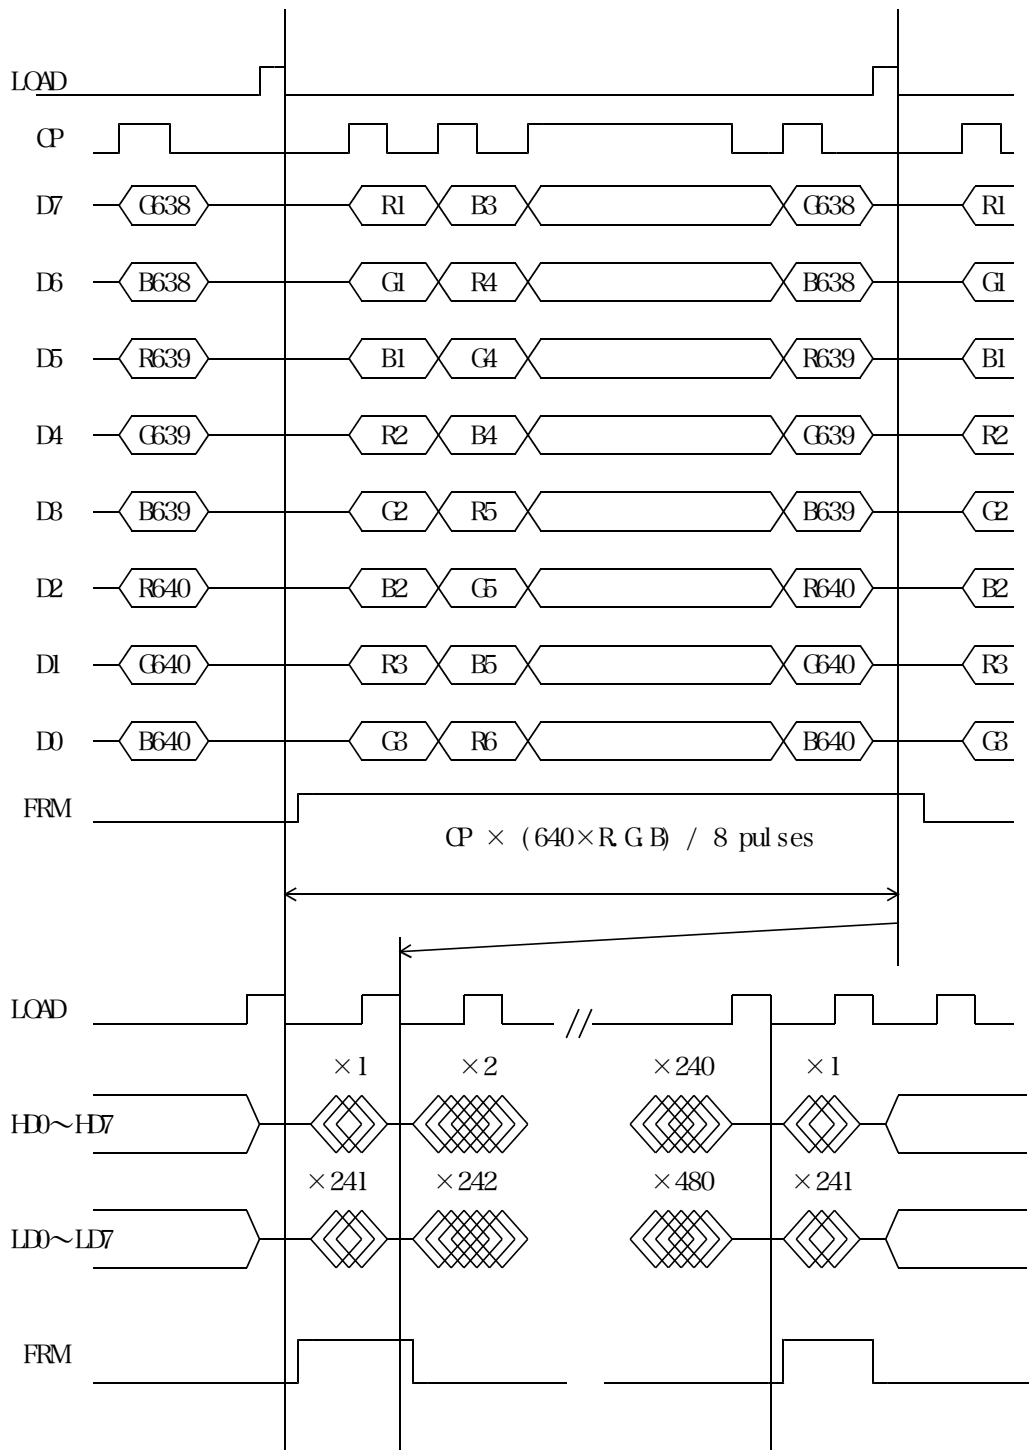 LOAD
CP
D7 G638 R1 B3 G638 R1
D6 B638 G1 R4 B638 G1
D5 R639 B1 G4 R639 B1
D4 G639 R2 B4 G639 R2
D3 B639 G2 R5 B639 G2
D2 R640 B2 G5 R640 B2
D1 G640 R3 B5 G640 R3
D0 B640 G3 R6 B640 G3
FRM
CP × (640×R.G.B) / 8 pulses
LOAD
×1 ×2 ×240 ×1
HD0～HD7
×241 ×242 ×480 ×241
LD0～LD7
FRM